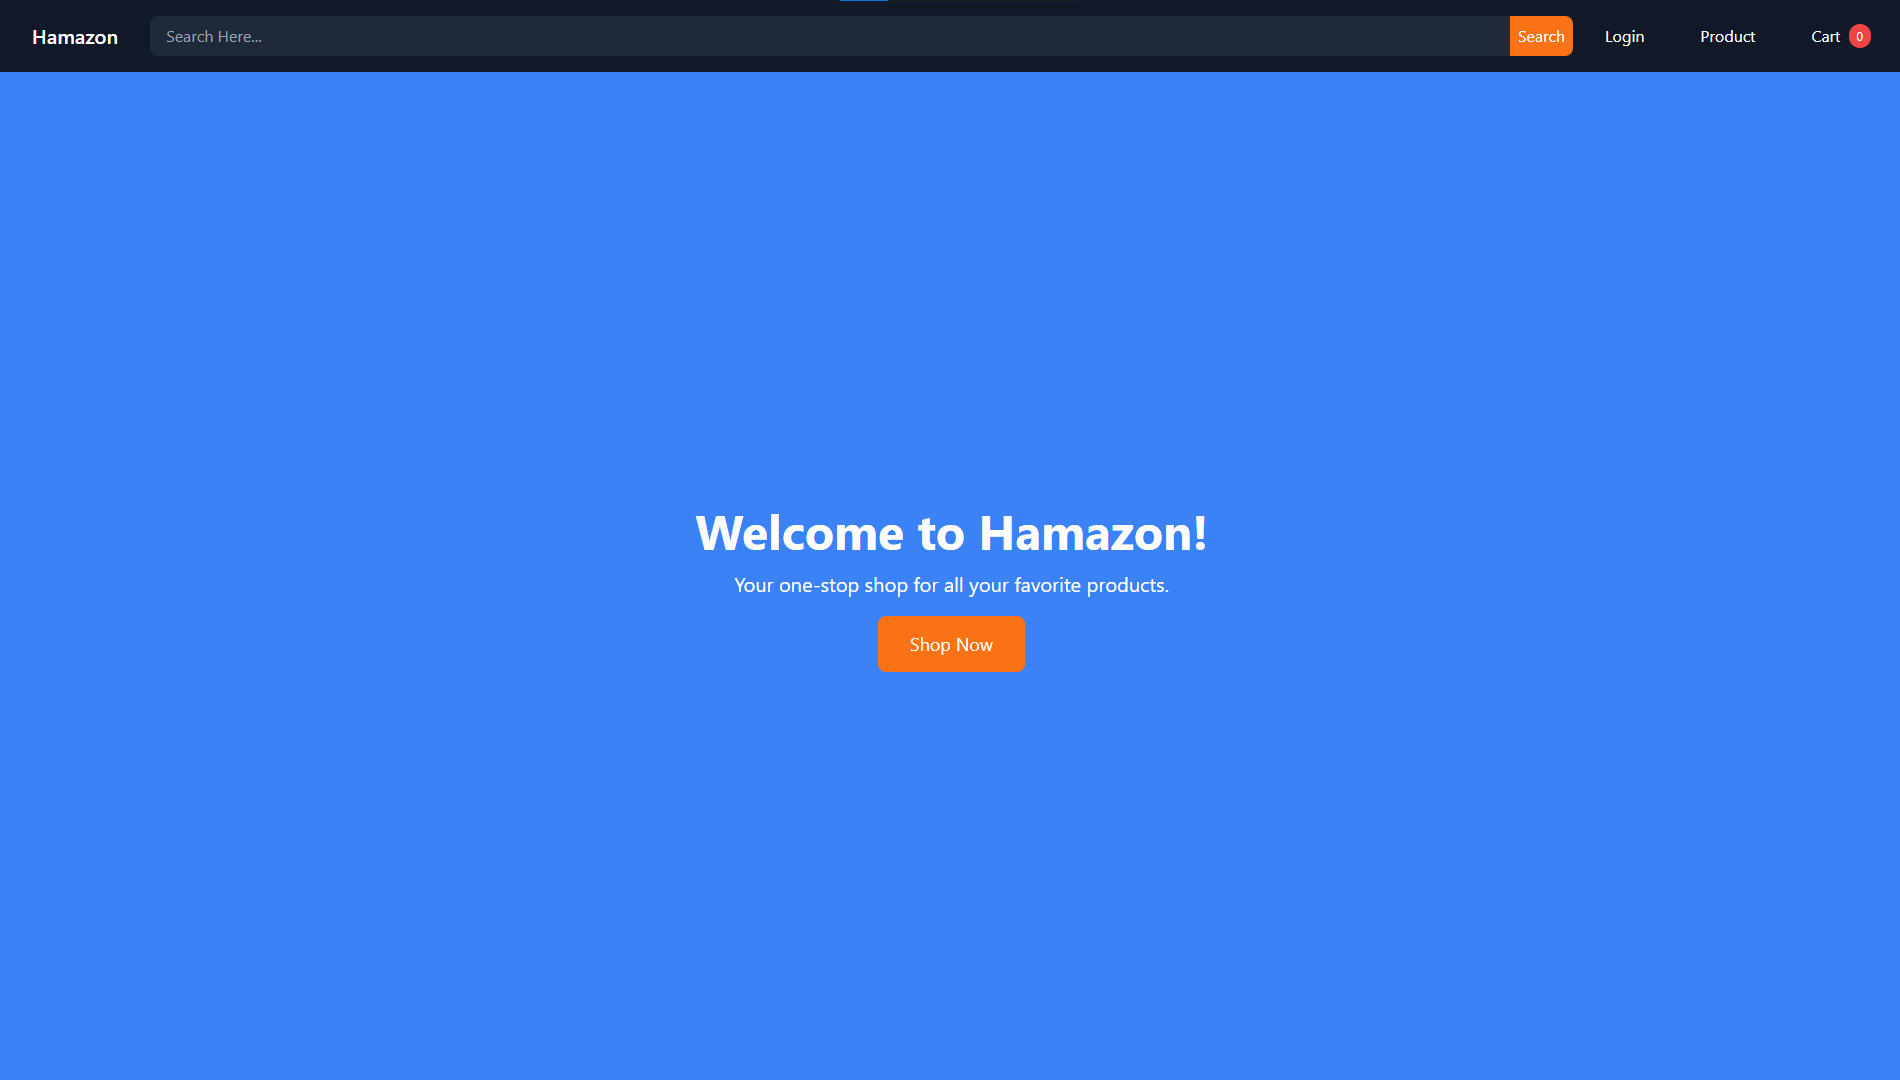 Hamazon Search Here... Search Login Product Cart 0
Welcome to Hamazon!
Your one-stop shop for all your favorite products.
Shop Now